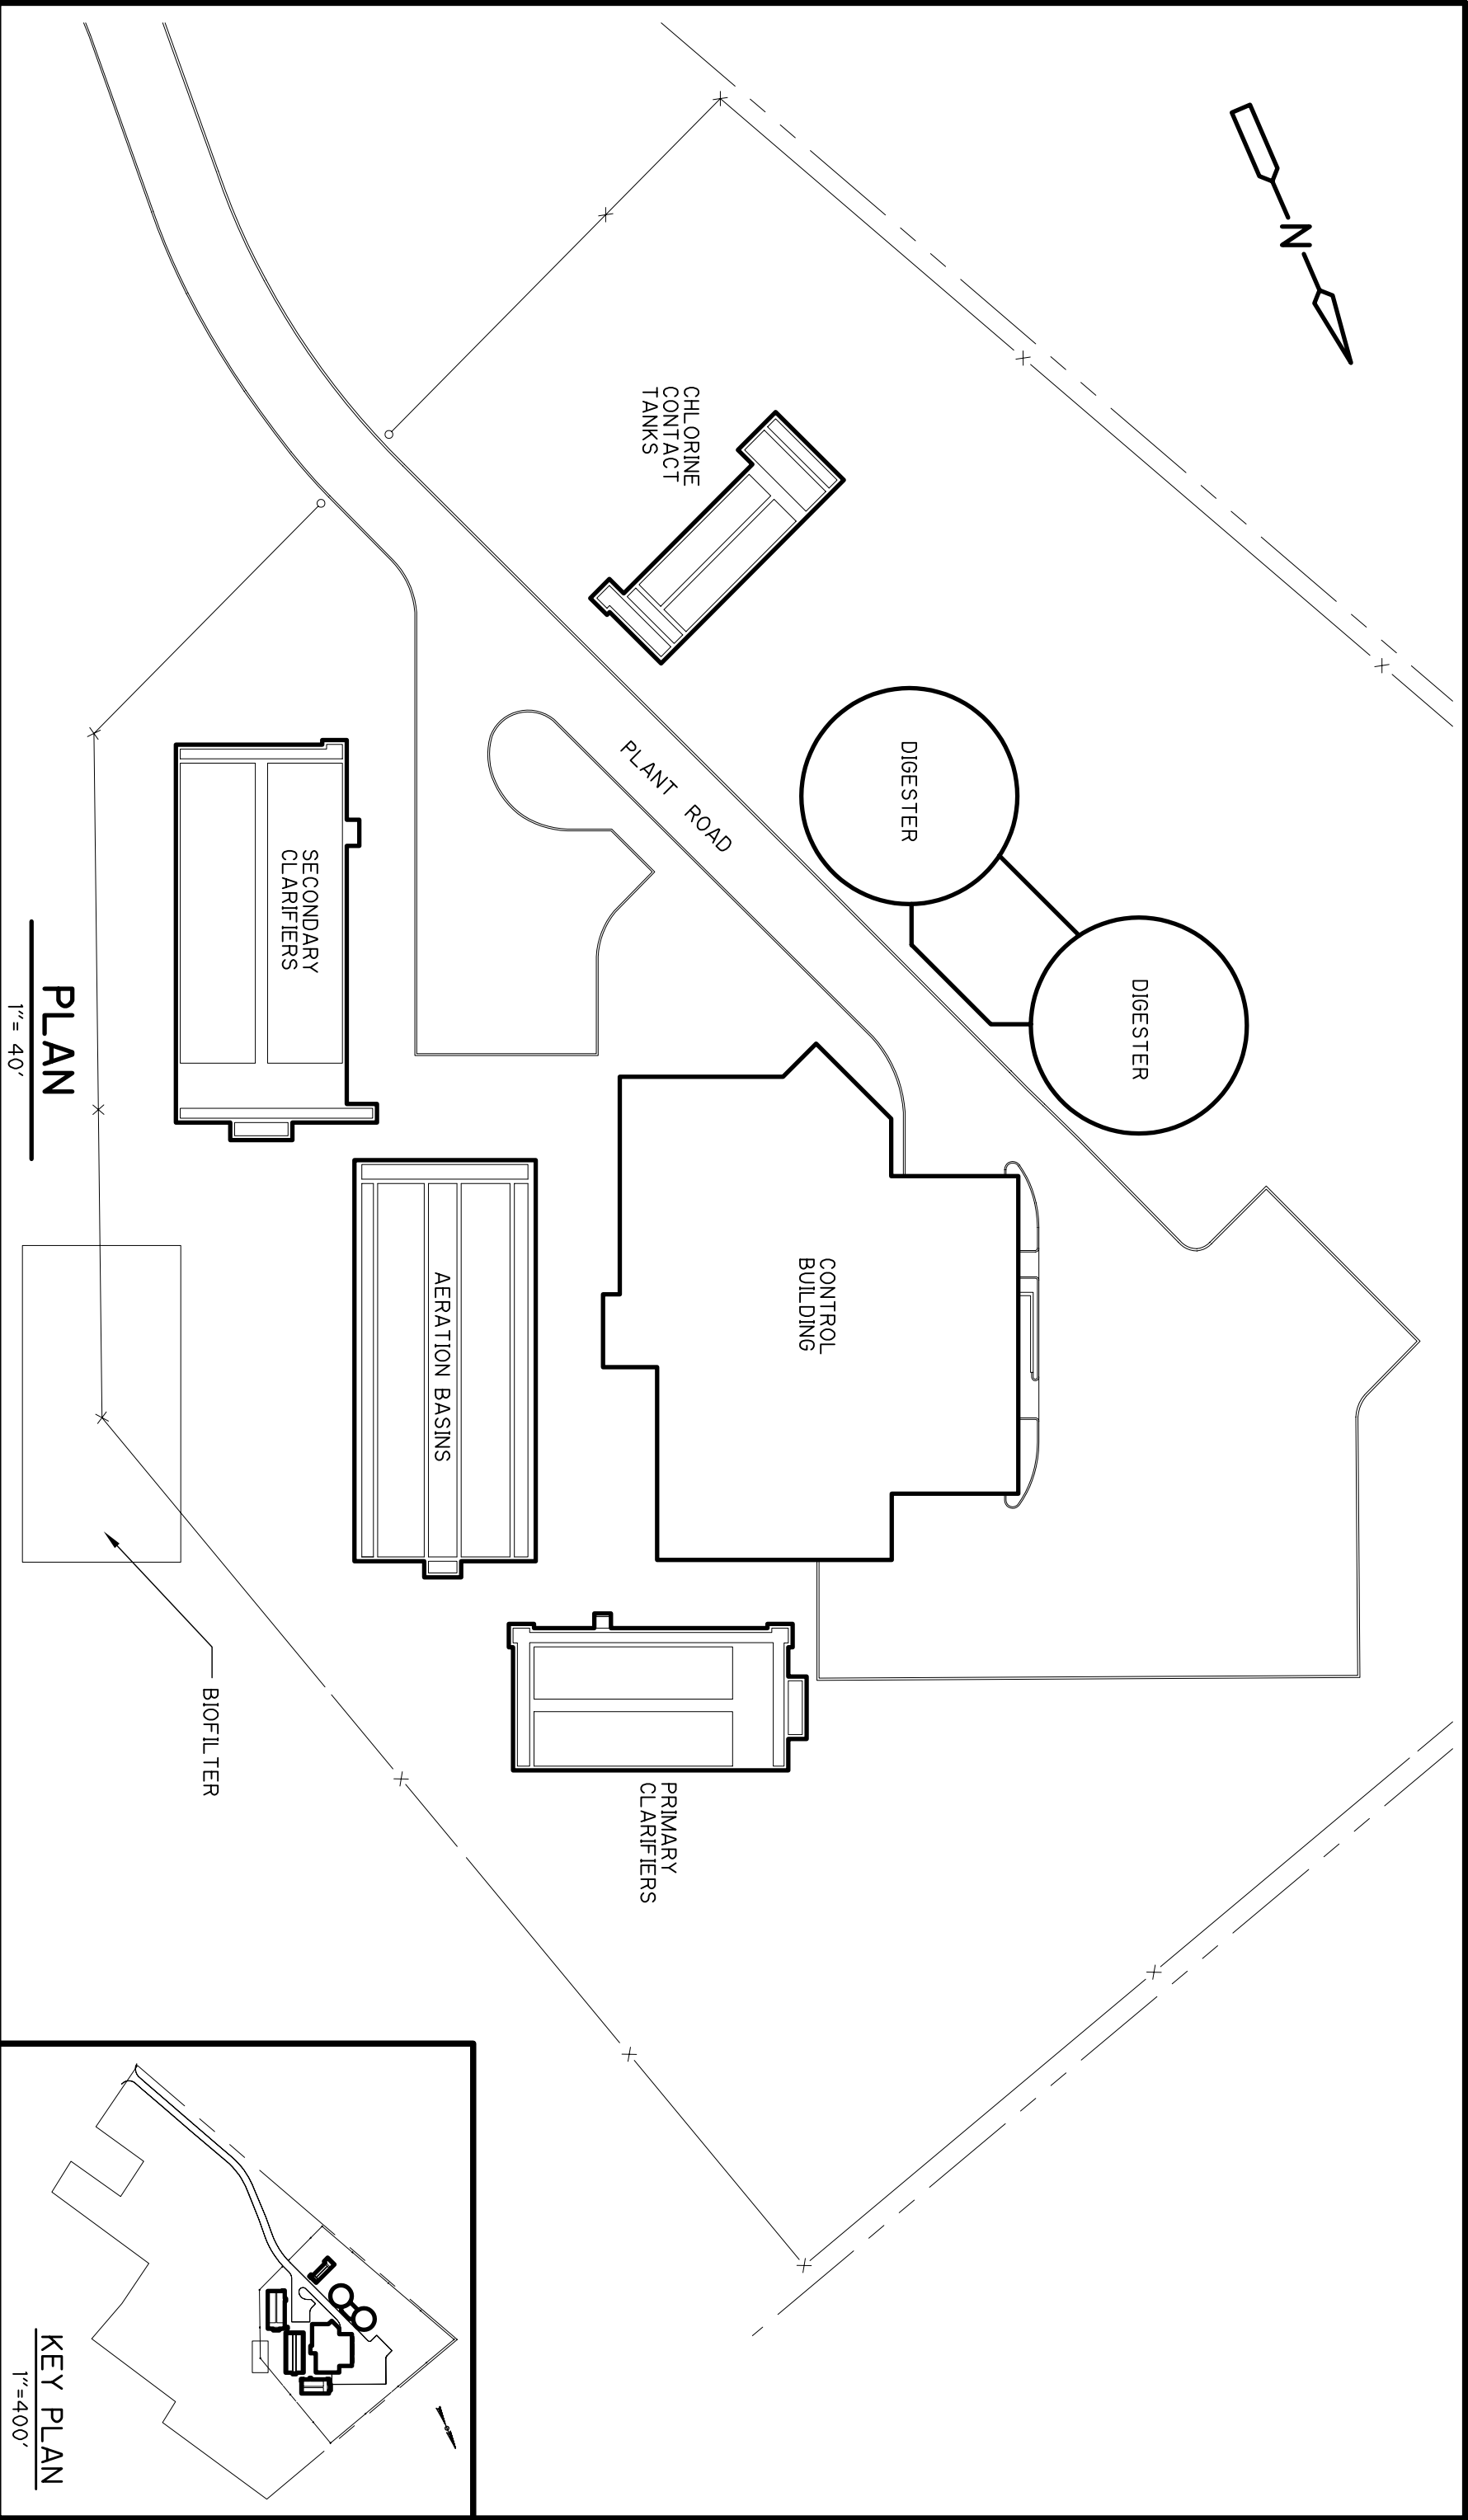 N
CHLORINE
CONTACT
TANKS
DIGESTER
DIGESTER
PLANT ROAD
CONTROL
BUILDING
SECONDARY
CLARIFIERS
AERATION BASINS
PRIMARY
CLARIFIERS
BIOFILTER
PLAN
1"= 40'
KEY PLAN
1"=400'